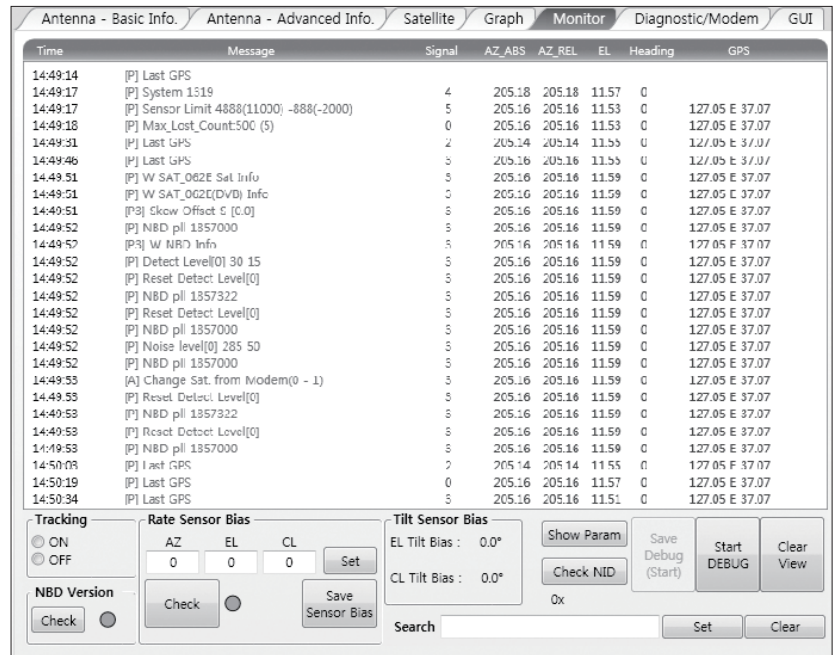 Antenna - Basic Info. Antenna - Advanced Info. Satellite Graph Monitor Diagnostic/Modem GUI
Time Message Signal AZ_ABS AZ_REL EL Heading GPS
14:49:14 [P] Last GPS
14:49:17 [P] System 1319 4 205.18 205.18 11.57 0
14:49:17 [P] Sensor Limit 4888(11000) -888(-2000) 5 205.16 205.16 11.53 0 127.05 E 37.07
14:49:18 [P] Max_Lost_Count:500 (5) 0 205.16 205.16 11.53 0 127.05 E 37.07
14:49:31 [P] Last GPS 2 205.14 205.14 11.55 0 127.05 E 37.07
14:49:46 [P] Last GPS 5 205.16 205.16 11.55 0 127.05 E 37.07
14:49:51 [P] W SAT_062E Sat Info 5 205.16 205.16 11.59 0 127.05 E 37.07
14:49:51 [P] W SAT_062E(DVB) Info 5 205.16 205.16 11.59 0 127.05 E 37.07
14:49:51 [P3] Skew Offset S [0.0] 5 205.16 205.16 11.59 0 127.05 E 37.07
14:49:52 [P] NBD pll 1357000 5 205.16 205.16 11.59 0 127.05 E 37.07
14:49:52 [P3] W NBD Info 5 205.16 205.16 11.59 0 127.05 E 37.07
14:49:52 [P] Detect Level[0] 30 15 5 205.16 205.16 11.59 0 127.05 E 37.07
14:49:52 [P] Reset Detect Level[0] 5 205.16 205.16 11.59 0 127.05 E 37.07
14:49:52 [P] NBD pll 1357322 5 205.16 205.16 11.59 0 127.05 E 37.07
14:49:52 [P] Reset Detect Level[0] 5 205.16 205.16 11.59 0 127.05 E 37.07
14:49:52 [P] NBD pll 1357000 5 205.16 205.16 11.59 0 127.05 E 37.07
14:49:52 [P] Noise level[0] 285 50 5 205.16 205.16 11.59 0 127.05 E 37.07
14:49:52 [P] NBD pll 1357000 5 205.16 205.16 11.59 0 127.05 E 37.07
14:49:53 [A] Change Sat. from Modem(0 - 1) 5 205.16 205.16 11.59 0 127.05 E 37.07
14:49:53 [P] Reset Detect Level[0] 5 205.16 205.16 11.59 0 127.05 E 37.07
14:49:53 [P] NBD pll 1357322 5 205.16 205.16 11.59 0 127.05 E 37.07
14:49:53 [P] Reset Detect Level[0] 5 205.16 205.16 11.59 0 127.05 E 37.07
14:49:53 [P] NBD pll 1357000 5 205.16 205.16 11.59 0 127.05 E 37.07
14:50:03 [P] Last GPS 2 205.14 205.14 11.55 0 127.05 E 37.07
14:50:19 [P] Last GPS 0 205.16 205.16 11.57 0 127.05 E 37.07
14:50:34 [P] Last GPS 5 205.16 205.16 11.51 0 127.05 E 37.07
Tracking
ON
OFF
NBD Version
Check
Rate Sensor Bias
AZ EL CL
0 0 0 Set
Check
Save
Sensor Bias
Tilt Sensor Bias
EL Tilt Bias : 0.0°
CL Tilt Bias : 0.0°
Show Param
Check NID
0x
Save
Debug
(Start)
Start
DEBUG
Clear
View
Search Set Clear